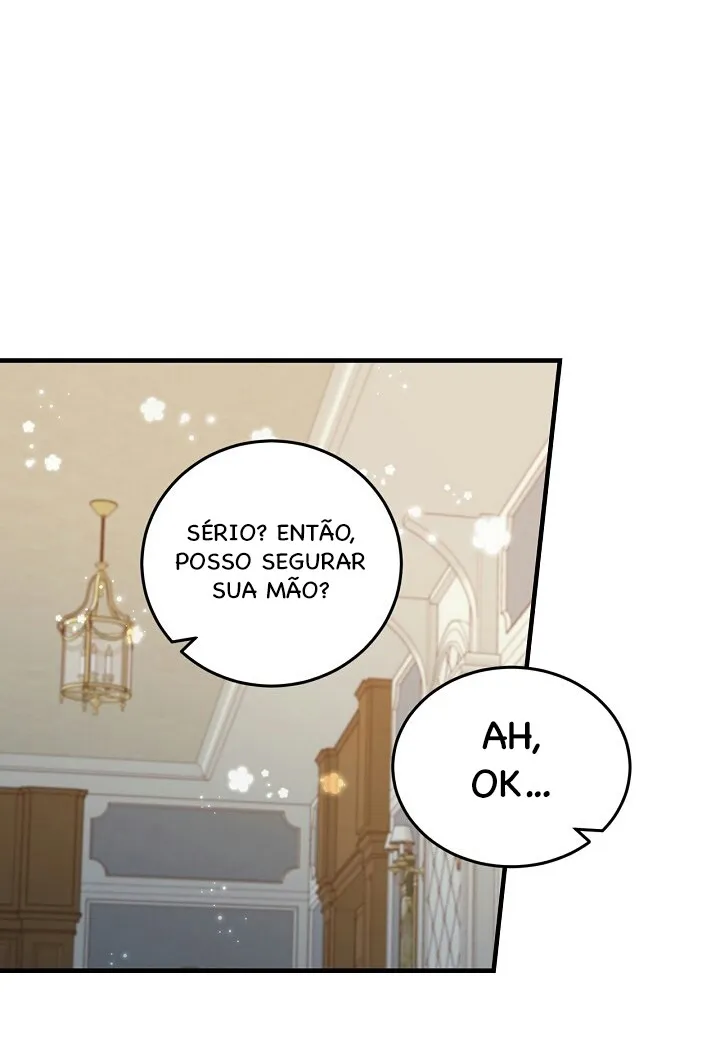 SÉRIO? ENTÃO,
POSSO SEGURAR
SUA MÃO?
AH,
OK...